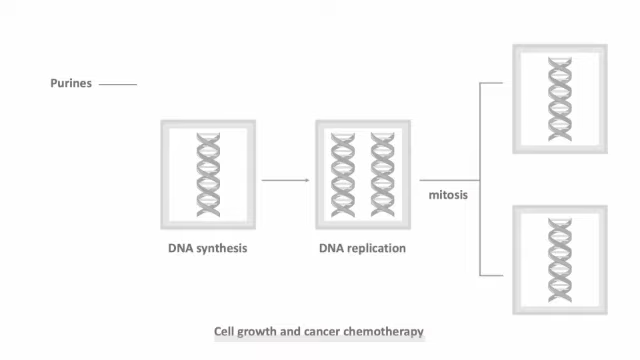 Purines
mitosis
DNA synthesis
DNA replication
Cell growth and cancer chemotherapy